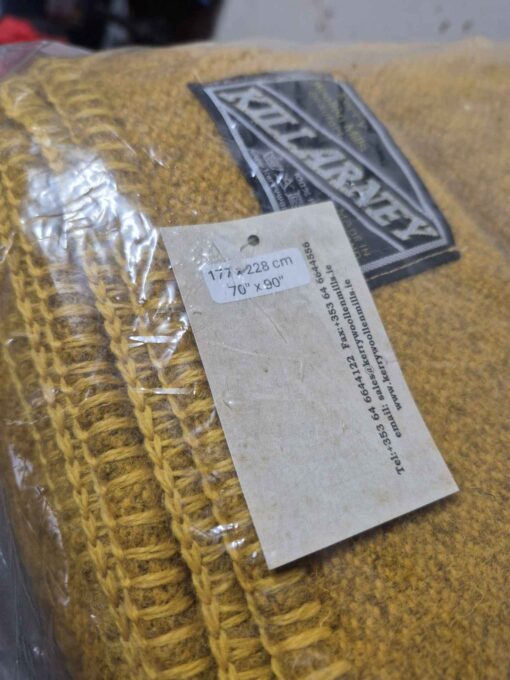 KILLARNEY
177 x 228 cm
70" x 90"
Tel:+353 64 6644122 Fax:+353 64 6644556
email: sales@kerrywoollenmills.ie
www.kerrywoollenmills.ie